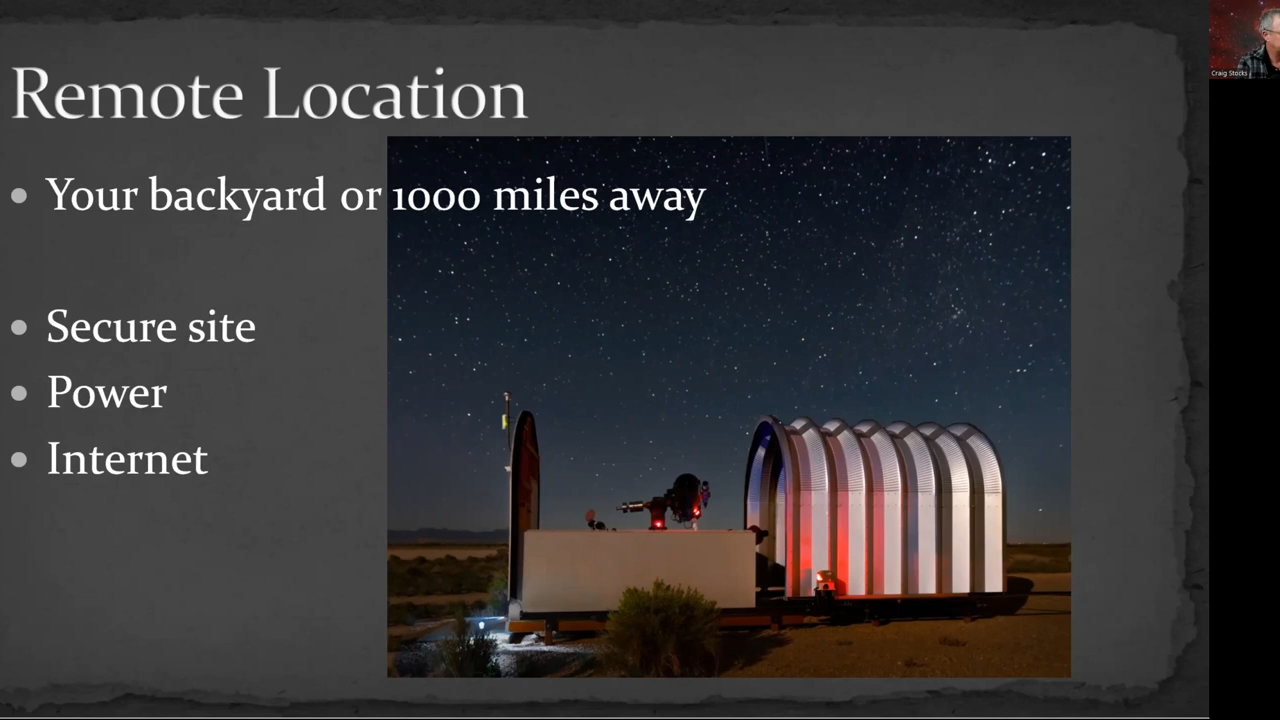 Remote Location
Craig Stocks
• Your backyard or 1000 miles away
• Secure site
• Power
• Internet